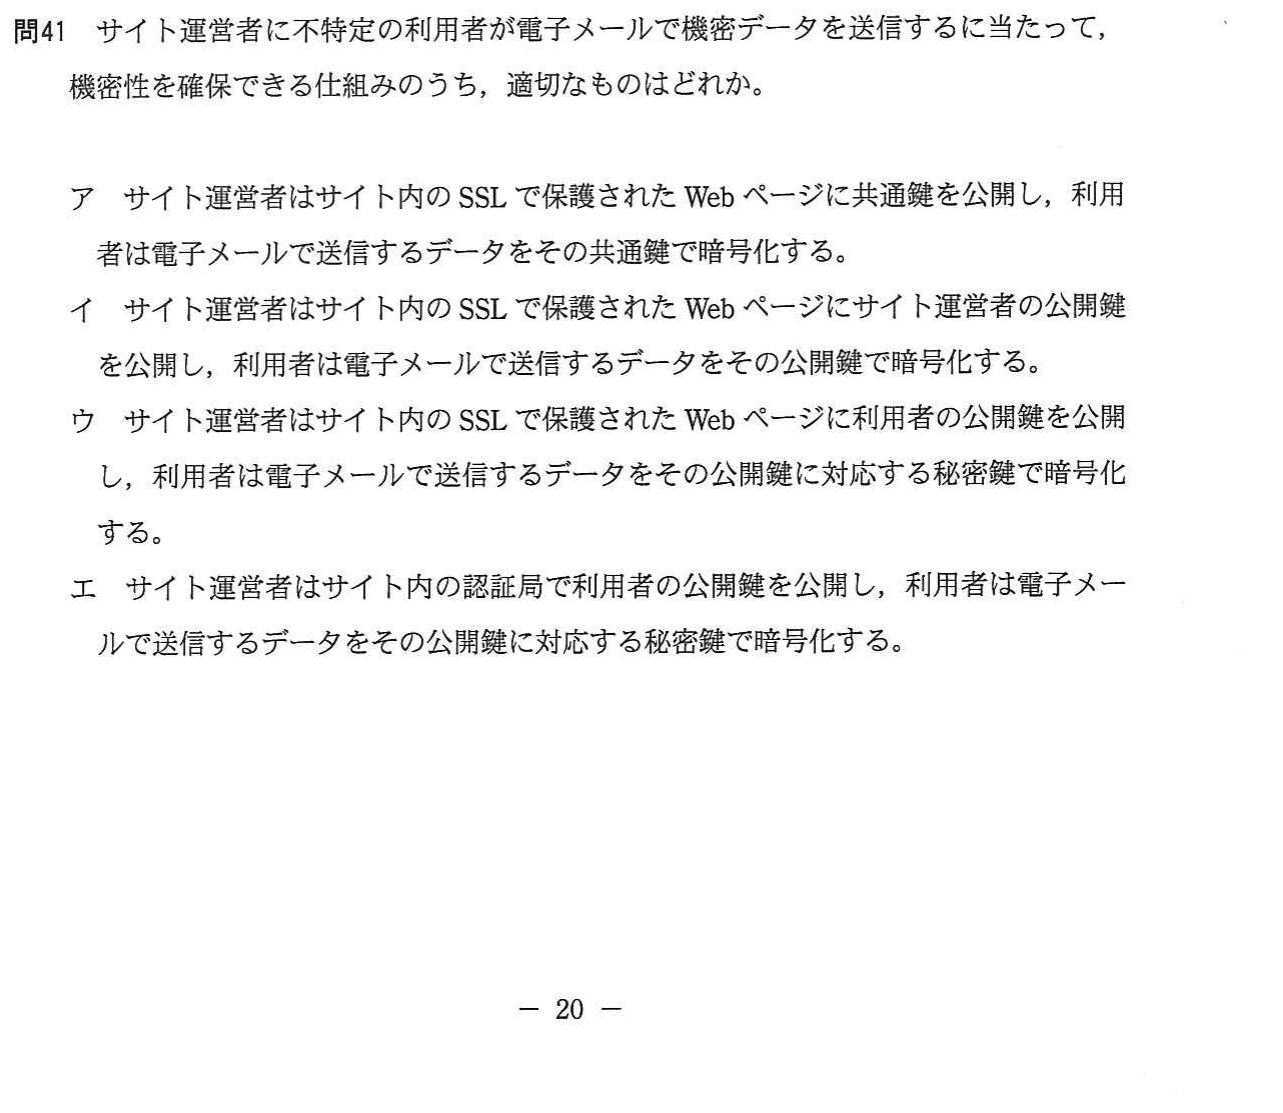 問41 サイト運営者に不特定の利用者が電子メールで機密データを送信するに当たって，
機密性を確保できる仕組みのうち，適切なものはどれか。
ア サイト運営者はサイト内の SSL で保護された Web ページに共通鍵を公開し，利用
者は電子メールで送信するデータをその共通鍵で暗号化する。
イ サイト運営者はサイト内の SSL で保護された Web ページにサイト運営者の公開鍵
を公開し，利用者は電子メールで送信するデータをその公開鍵で暗号化する。
ウ サイト運営者はサイト内の SSL で保護された Web ページに利用者の公開鍵を公開
し，利用者は電子メールで送信するデータをその公開鍵に対応する秘密鍵で暗号化
する。
エ サイト運営者はサイト内の認証局で利用者の公開鍵を公開し，利用者は電子メー
ルで送信するデータをその公開鍵に対応する秘密鍵で暗号化する。
－ 20 －